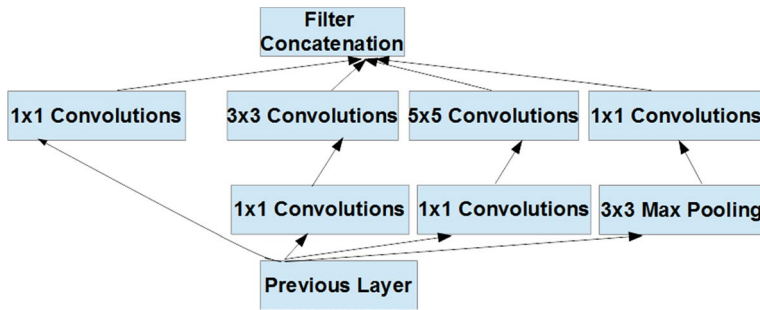 Filter
Concatenation
1x1 Convolutions
3x3 Convolutions
5x5 Convolutions
1x1 Convolutions
1x1 Convolutions
1x1 Convolutions
3x3 Max Pooling
Previous Layer